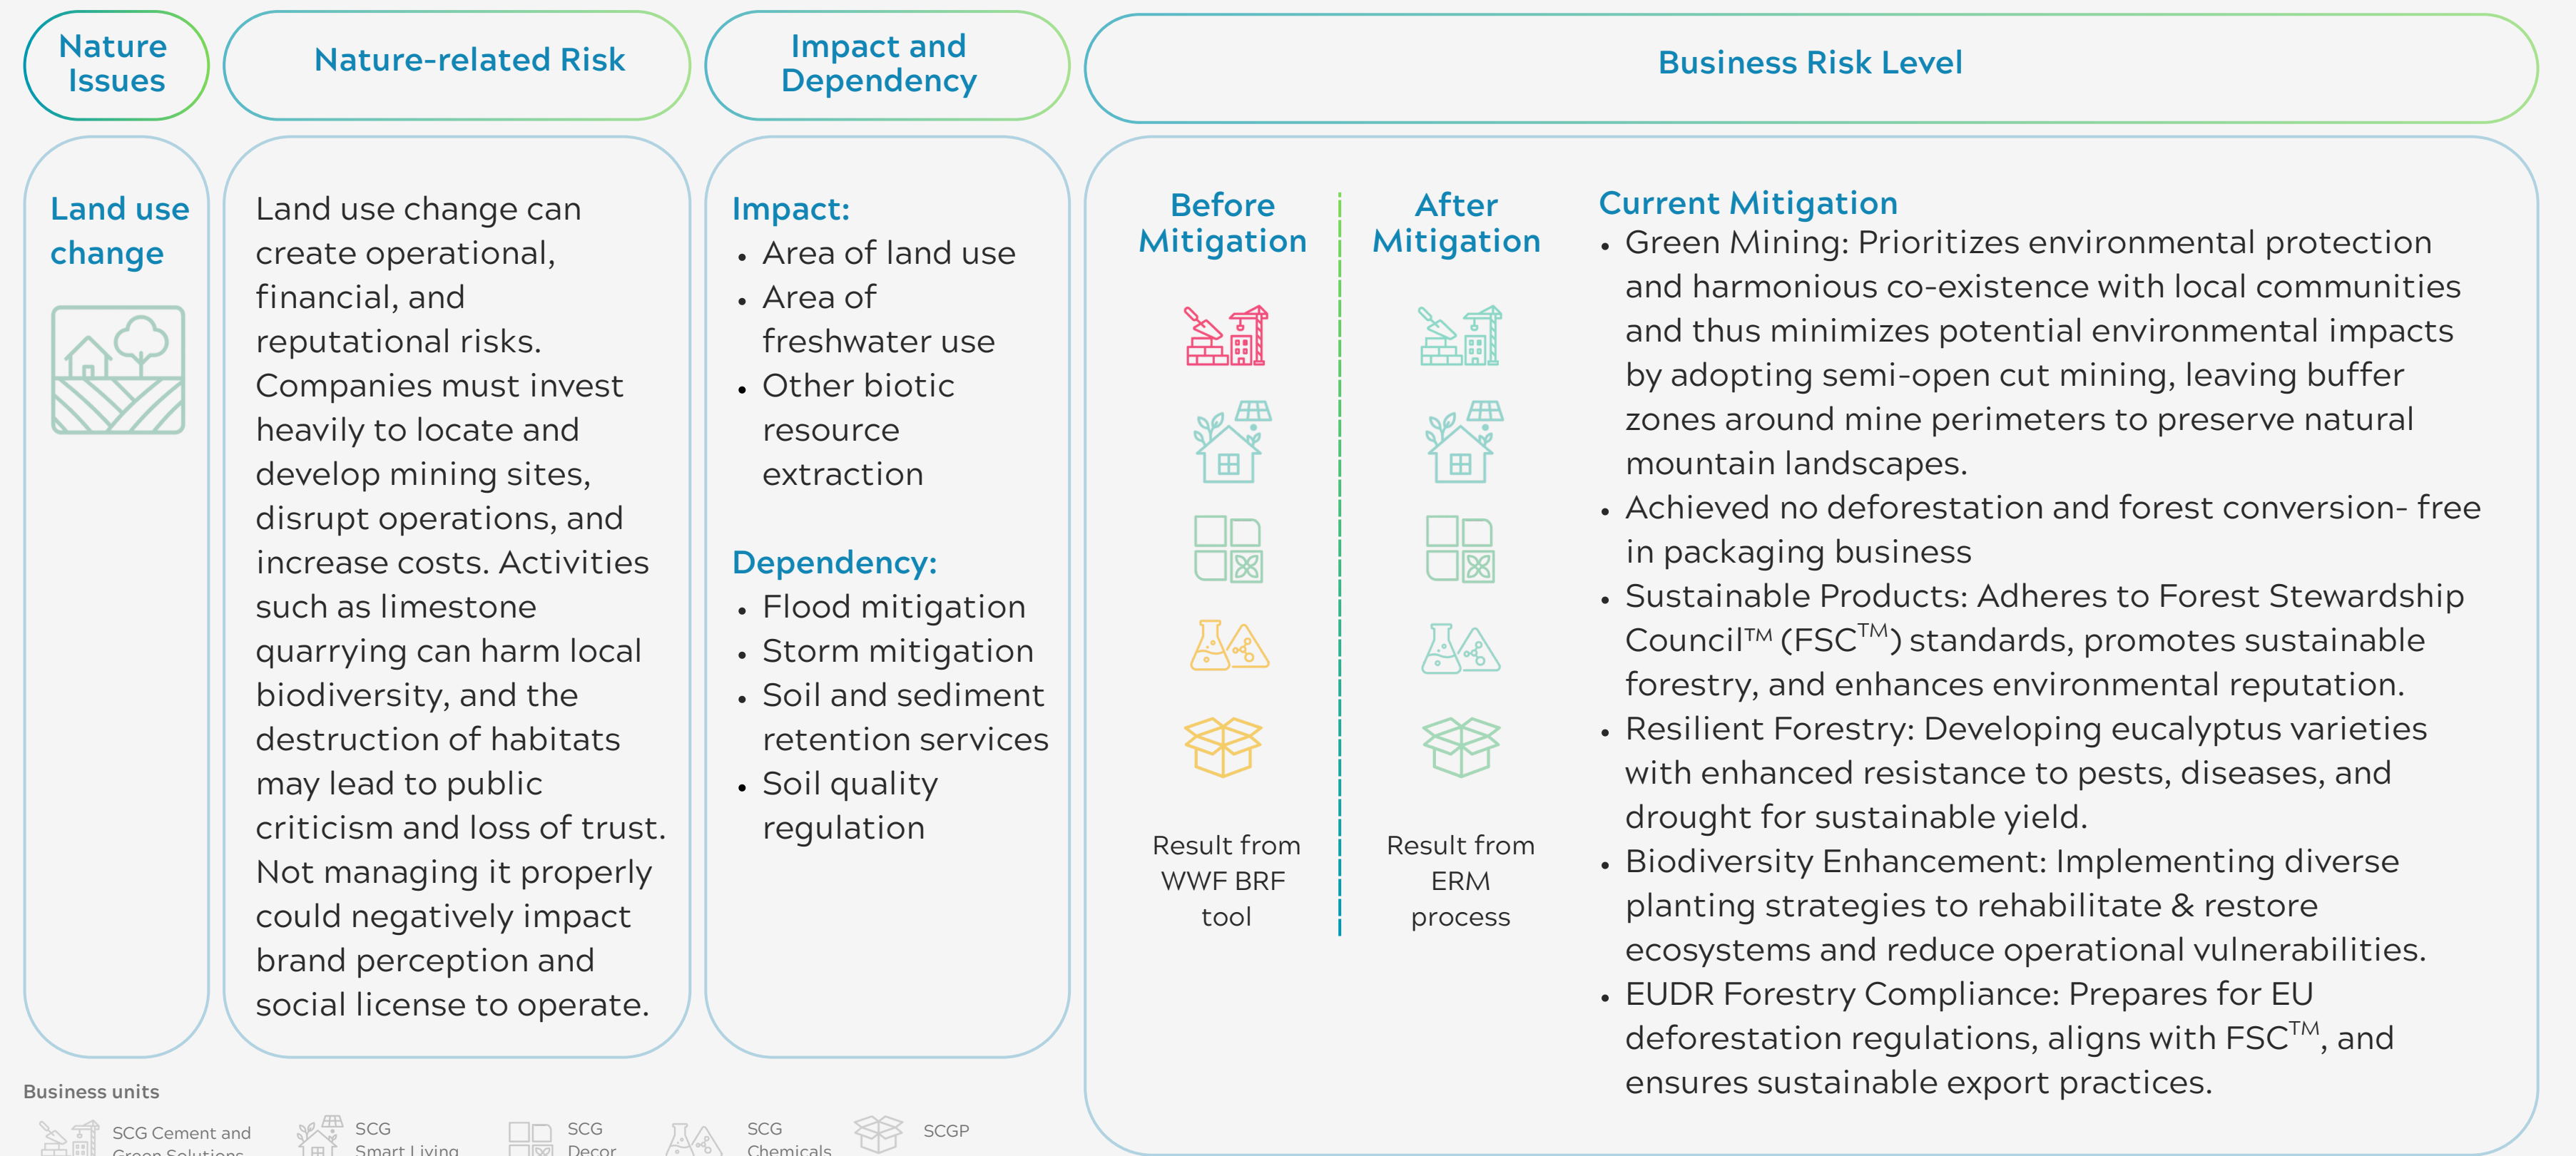 Nature
Issues
Nature-related Risk
Impact and
Dependency
Business Risk Level
Land use
change
Land use change can
create operational,
financial, and
reputational risks.
Companies must invest
heavily to locate and
develop mining sites,
disrupt operations, and
increase costs. Activities
such as limestone
quarrying can harm local
biodiversity, and the
destruction of habitats
may lead to public
criticism and loss of trust.
Not managing it properly
could negatively impact
brand perception and
social license to operate.
Impact:
• Area of land use
• Area of
freshwater use
• Other biotic
resource
extraction
Dependency:
• Flood mitigation
• Storm mitigation
• Soil and sediment
retention services
• Soil quality
regulation
Before
Mitigation
Result from
WWF BRF
tool
After
Mitigation
Result from
ERM
process
Current Mitigation
• Green Mining: Prioritizes environmental protection
and harmonious co-existence with local communities
and thus minimizes potential environmental impacts
by adopting semi-open cut mining, leaving buffer
zones around mine perimeters to preserve natural
mountain landscapes.
• Achieved no deforestation and forest conversion- free
in packaging business
• Sustainable Products: Adheres to Forest Stewardship
Council™ (FSC™) standards, promotes sustainable
forestry, and enhances environmental reputation.
• Resilient Forestry: Developing eucalyptus varieties
with enhanced resistance to pests, diseases, and
drought for sustainable yield.
• Biodiversity Enhancement: Implementing diverse
planting strategies to rehabilitate & restore
ecosystems and reduce operational vulnerabilities.
• EUDR Forestry Compliance: Prepares for EU
deforestation regulations, aligns with FSC™, and
ensures sustainable export practices.
Business units
SCG Cement and
Green Solutions
SCG
Smart Living
SCG
Decor
SCG
Chemicals
SCGP